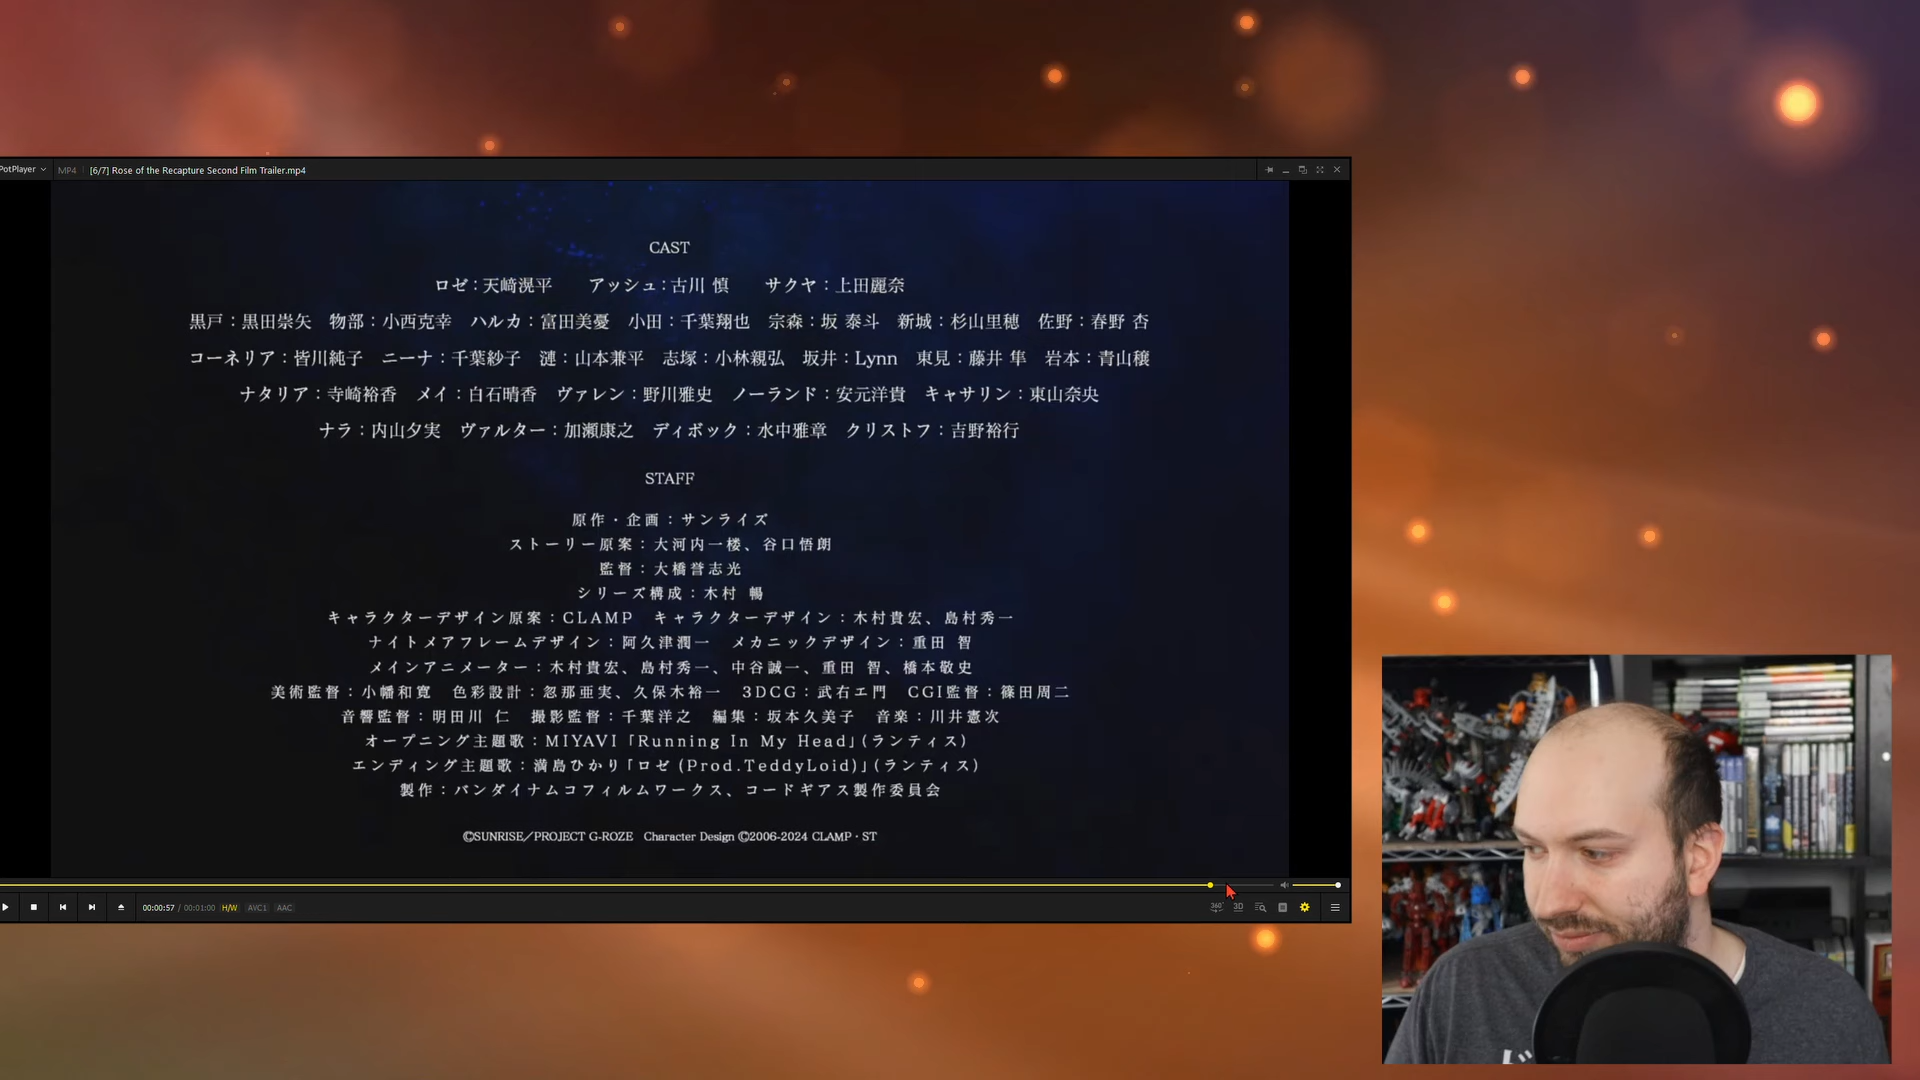 PotPlayer MP4 [6/7] Rose of the Recapture Second Film Trailer.mp4
CAST
ロゼ：天﨑滉平　アッシュ：古川 慎　サクヤ：上田麗奈
黒戸：黒田崇矢　物部：小西克幸　ハルカ：富田美憂　小田：千葉翔也　宗森：坂 泰斗　新城：杉山里穂　佐野：春野 杏
コーネリア：皆川純子　ニーナ：千葉紗子　漣：山本兼平　志塚：小林親弘　坂井：Lynn　東見：藤井 隼　岩本：青山穣
ナタリア：寺崎裕香　メイ：白石晴香　ヴァレン：野川雅史　ノーランド：安元洋貴　キャサリン：東山奈央
ナラ：内山夕実　ヴァルター：加瀬康之　ディボック：水中雅章　クリストフ：吉野裕行
STAFF
原作・企画：サンライズ
ストーリー原案：大河内一楼、谷口悟朗
監督：大橋誉志光
シリーズ構成：木村 暢
キャラクターデザイン原案：CLAMP　キャラクターデザイン：木村貴宏、島村秀一
ナイトメアフレームデザイン：阿久津潤一　メカニックデザイン：重田 智
メインアニメーター：木村貴宏、島村秀一、中谷誠一、重田 智、橋本敬史
美術監督：小幡和寛　色彩設計：忽那亜実、久保木裕一　3DCG：武右エ門　CGI監督：篠田周二
音響監督：明田川 仁　撮影監督：千葉洋之　編集：坂本久美子　音楽：川井憲次
オープニング主題歌：MIYAVI「Running In My Head」（ランティス）
エンディング主題歌：満島ひかり「ロゼ (Prod.TeddyLoid)」（ランティス）
製作：バンダイナムコフィルムワークス、コードギアス製作委員会
©SUNRISE／PROJECT G-ROZE　Character Design ©2006-2024 CLAMP・ST
00:00:57 / 00:01:00 H/W AVC1 AAC 360° 3D
ド